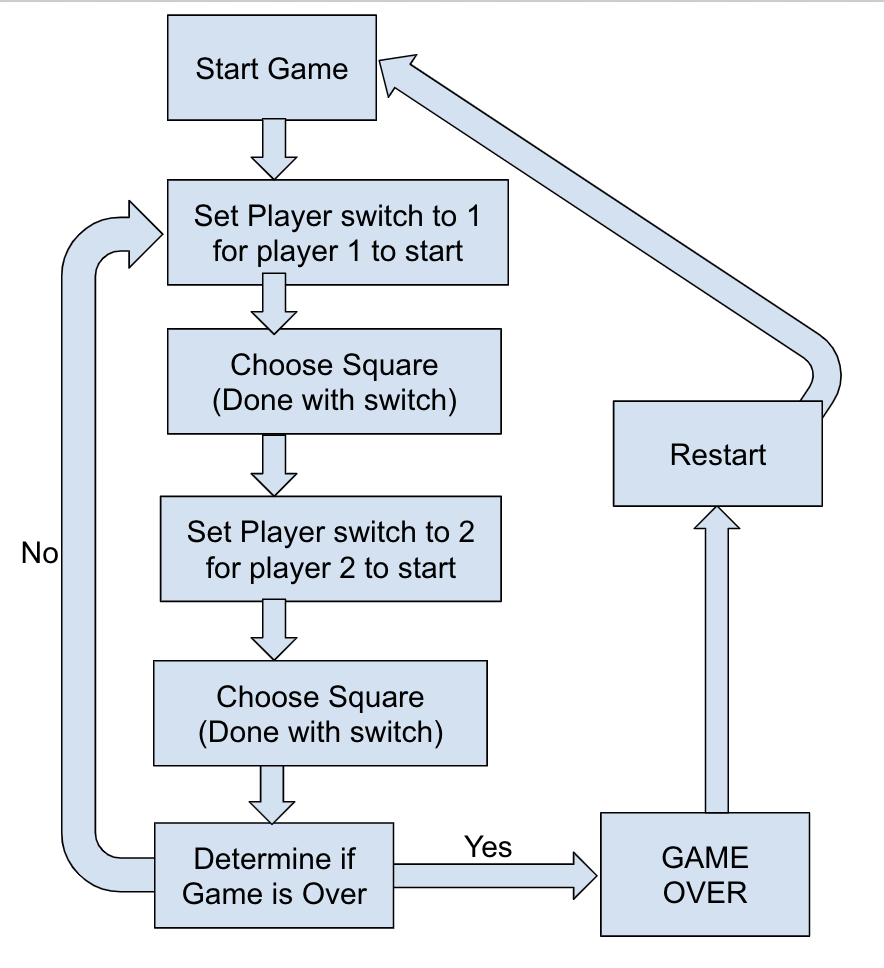 Start Game
Set Player switch to 1
for player 1 to start
Choose Square
(Done with switch)
Set Player switch to 2
for player 2 to start
Choose Square
(Done with switch)
Determine if
Game is Over
No
Yes
GAME
OVER
Restart